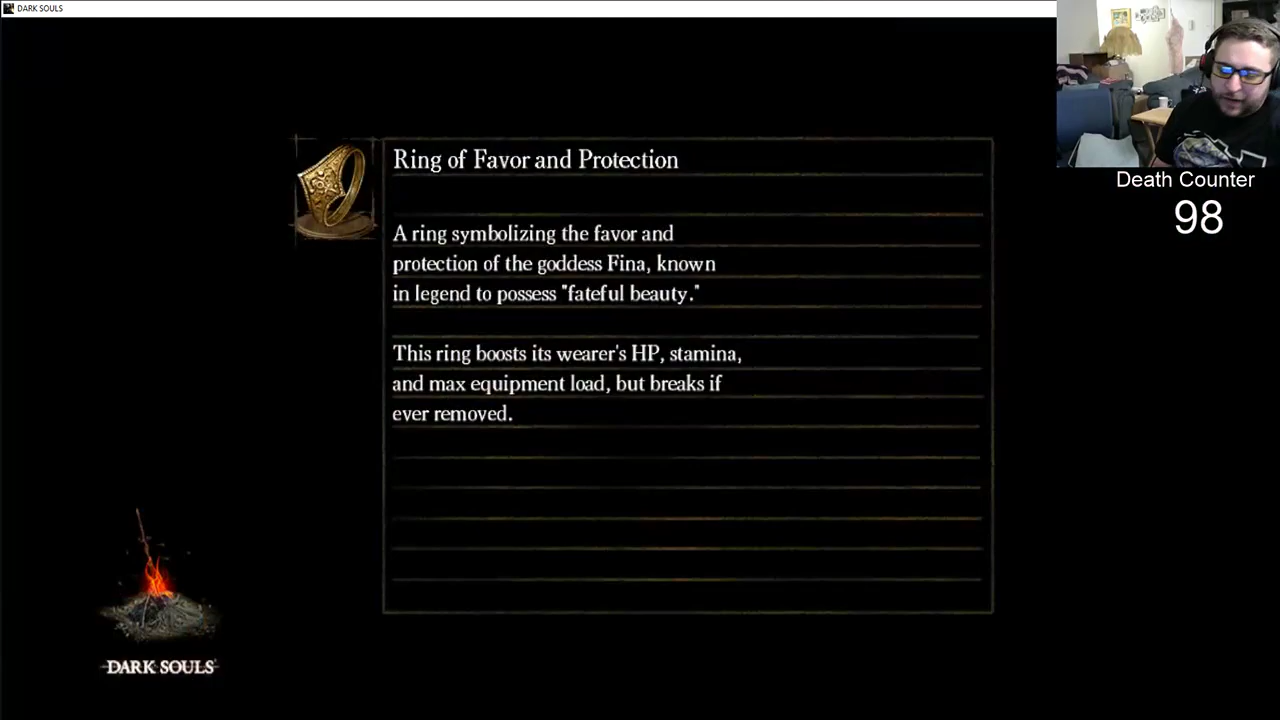 DARK SOULS
Ring of Favor and Protection
A ring symbolizing the favor and
protection of the goddess Fina, known
in legend to possess "fateful beauty."
This ring boosts its wearer's HP, stamina,
and max equipment load, but breaks if
ever removed.
Death Counter
98
DARK SOULS